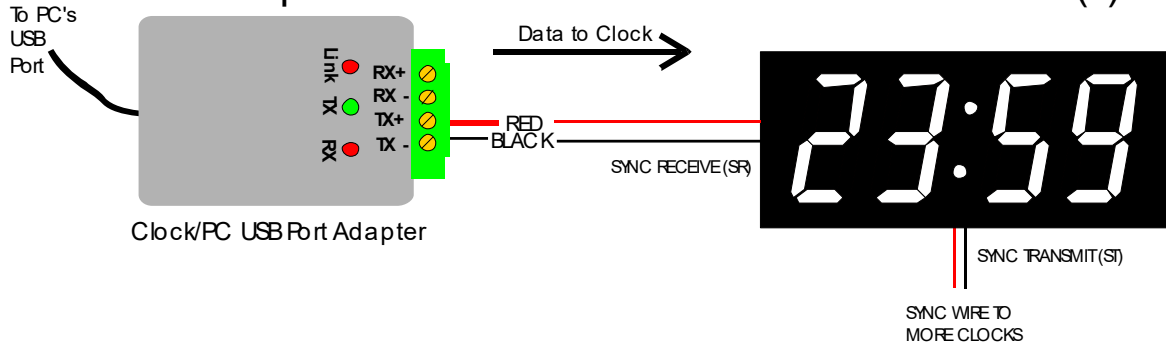 To PC's
USB
Port
Data to Clock
Link
TX
RX
RX+
RX -
TX+
TX -
RED
BLACK
SYNC RECEIVE (SR)
23:59
Clock/PC USB Port Adapter
SYNC TRANSMIT (ST)
SYNC WIRE TO
MORE CLOCKS